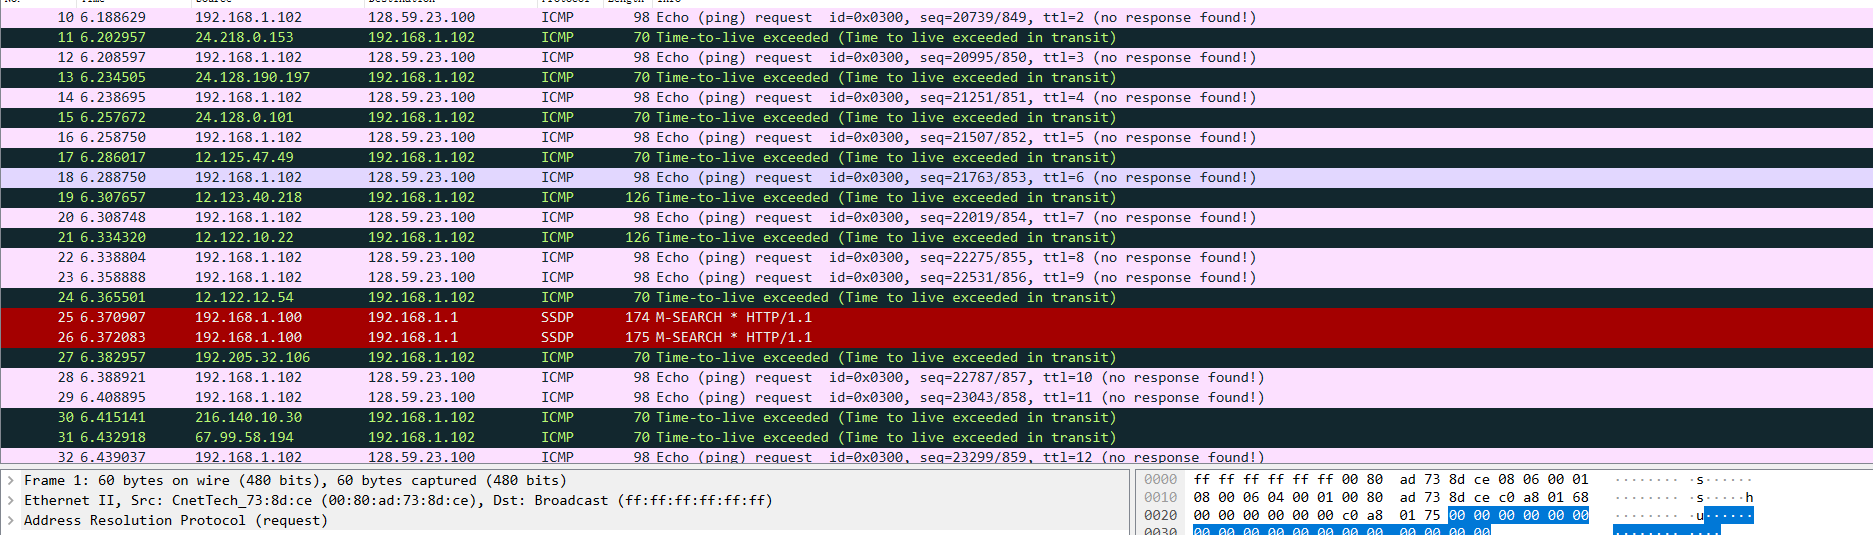 No. Time Source Destination Protocol Length Info
10 6.188629 192.168.1.102 128.59.23.100 ICMP 98 Echo (ping) request id=0x0300, seq=20739/849, ttl=2 (no response found!)
11 6.202957 24.218.0.153 192.168.1.102 ICMP 70 Time-to-live exceeded (Time to live exceeded in transit)
12 6.208597 192.168.1.102 128.59.23.100 ICMP 98 Echo (ping) request id=0x0300, seq=20995/850, ttl=3 (no response found!)
13 6.234505 24.128.190.197 192.168.1.102 ICMP 70 Time-to-live exceeded (Time to live exceeded in transit)
14 6.238695 192.168.1.102 128.59.23.100 ICMP 98 Echo (ping) request id=0x0300, seq=21251/851, ttl=4 (no response found!)
15 6.257672 24.128.0.101 192.168.1.102 ICMP 70 Time-to-live exceeded (Time to live exceeded in transit)
16 6.258750 192.168.1.102 128.59.23.100 ICMP 98 Echo (ping) request id=0x0300, seq=21507/852, ttl=5 (no response found!)
17 6.286017 12.125.47.49 192.168.1.102 ICMP 70 Time-to-live exceeded (Time to live exceeded in transit)
18 6.288750 192.168.1.102 128.59.23.100 ICMP 98 Echo (ping) request id=0x0300, seq=21763/853, ttl=6 (no response found!)
19 6.307657 12.123.40.218 192.168.1.102 ICMP 126 Time-to-live exceeded (Time to live exceeded in transit)
20 6.308748 192.168.1.102 128.59.23.100 ICMP 98 Echo (ping) request id=0x0300, seq=22019/854, ttl=7 (no response found!)
21 6.334320 12.122.10.22 192.168.1.102 ICMP 126 Time-to-live exceeded (Time to live exceeded in transit)
22 6.338804 192.168.1.102 128.59.23.100 ICMP 98 Echo (ping) request id=0x0300, seq=22275/855, ttl=8 (no response found!)
23 6.358888 192.168.1.102 128.59.23.100 ICMP 98 Echo (ping) request id=0x0300, seq=22531/856, ttl=9 (no response found!)
24 6.365501 12.122.12.54 192.168.1.102 ICMP 70 Time-to-live exceeded (Time to live exceeded in transit)
25 6.370907 192.168.1.100 192.168.1.1 SSDP 174 M-SEARCH * HTTP/1.1
26 6.372083 192.168.1.100 192.168.1.1 SSDP 175 M-SEARCH * HTTP/1.1
27 6.382957 192.205.32.106 192.168.1.102 ICMP 70 Time-to-live exceeded (Time to live exceeded in transit)
28 6.388921 192.168.1.102 128.59.23.100 ICMP 98 Echo (ping) request id=0x0300, seq=22787/857, ttl=10 (no response found!)
29 6.408895 192.168.1.102 128.59.23.100 ICMP 98 Echo (ping) request id=0x0300, seq=23043/858, ttl=11 (no response found!)
30 6.415141 216.140.10.30 192.168.1.102 ICMP 70 Time-to-live exceeded (Time to live exceeded in transit)
31 6.432918 67.99.58.194 192.168.1.102 ICMP 70 Time-to-live exceeded (Time to live exceeded in transit)
32 6.439037 192.168.1.102 128.59.23.100 ICMP 98 Echo (ping) request id=0x0300, seq=23299/859, ttl=12 (no response found!)
Frame 1: 60 bytes on wire (480 bits), 60 bytes captured (480 bits)
Ethernet II, Src: CnetTech_73:8d:ce (00:80:ad:73:8d:ce), Dst: Broadcast (ff:ff:ff:ff:ff:ff)
Address Resolution Protocol (request)
0000 ff ff ff ff ff ff 00 80 ad 73 8d ce 08 06 00 01 ········ ·s······
0010 08 00 06 04 00 01 00 80 ad 73 8d ce c0 a8 01 68 ········ ·s·····h
0020 00 00 00 00 00 00 c0 a8 01 75 00 00 00 00 00 00 ········ ·u······
0030 00 00 00 00 00 00 00 00 00 00 00 00 ········ ····